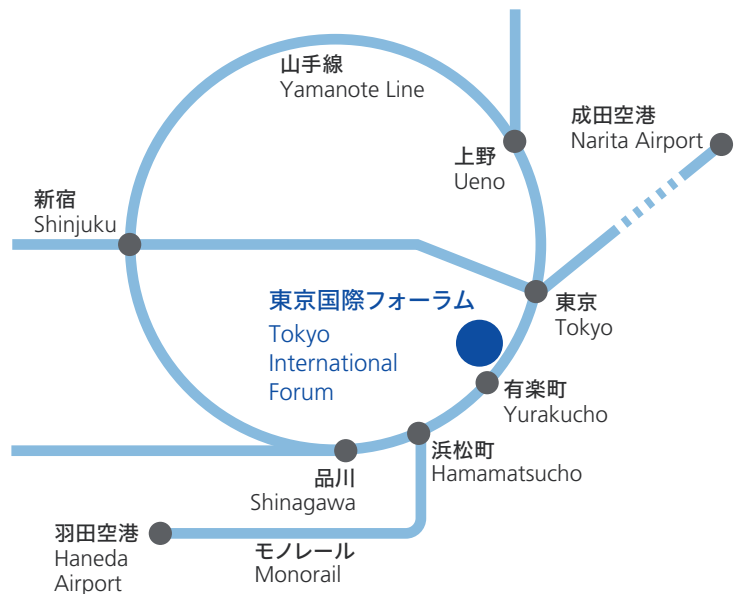 山手線
Yamanote Line
成田空港
Narita Airport
上野
Ueno
新宿
Shinjuku
東京国際フォーラム
Tokyo
International
Forum
東京
Tokyo
有楽町
Yurakucho
浜松町
Hamamatsucho
品川
Shinagawa
羽田空港
Haneda
Airport
モノレール
Monorail